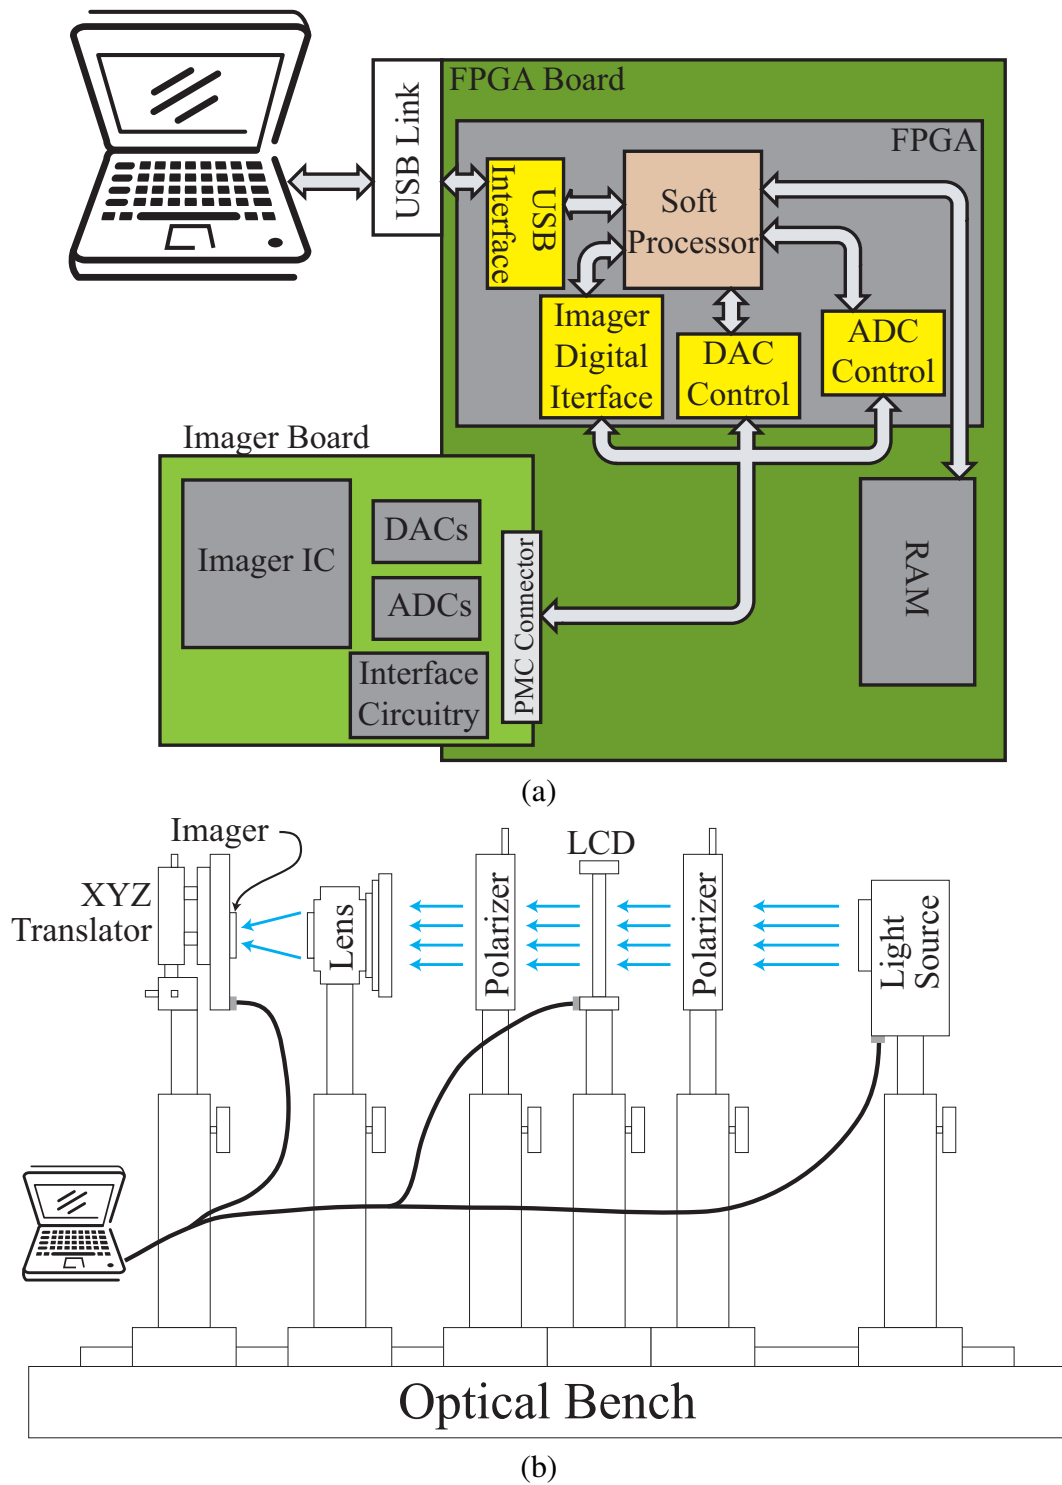 FPGA Board
USB Link
FPGA
USB
Interface
Soft
Processor
Imager
Digital
Iterface
DAC
Control
ADC
Control
Imager Board
Imager IC
DACs
ADCs
Interface
Circuitry
PMC Connector
RAM
(a)
Imager
XYZ
Translator
Lens
Polarizer
LCD
Polarizer
Light
Source
Optical Bench
(b)